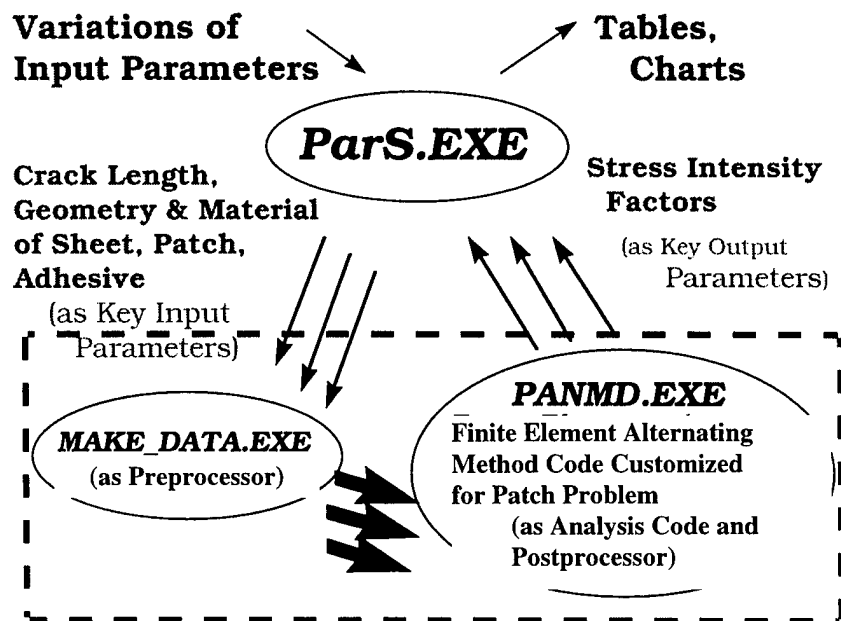 Variations of
Input Parameters
Tables,
Charts
ParS.EXE
Crack Length,
Geometry & Material
of Sheet, Patch,
Adhesive
(as Key Input
Parameters)
Stress Intensity
Factors
(as Key Output
Parameters)
MAKE_DATA.EXE
(as Preprocessor)
PANMD.EXE
Finite Element Alternating
Method Code Customized
for Patch Problem
(as Analysis Code and
Postprocessor)